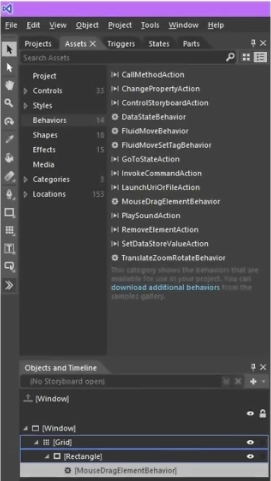 File Edit View Object Project Tools Window Help
Projects Assets × Triggers States Parts
Search Assets
Project
Controls 33
Styles
Behaviors 14
Shapes 18
Effects 15
Media
Categories 3
Locations 153
CallMethodAction
ChangePropertyAction
ControlStoryboardAction
DataStateBehavior
FluidMoveBehavior
FluidMoveSetTagBehavior
GoToStateAction
InvokeCommandAction
LaunchUriOrFileAction
MouseDragElementBehavior
PlaySoundAction
RemoveElementAction
SetDataStoreValueAction
TranslateZoomRotateBehavior
This category shows the behaviors that are
available for use in your project. You can
download additional behaviors from the
samples gallery.
Objects and Timeline
(No Storyboard open)
[Window]
[Window]
[Grid]
[Rectangle]
[MouseDragElementBehavior]